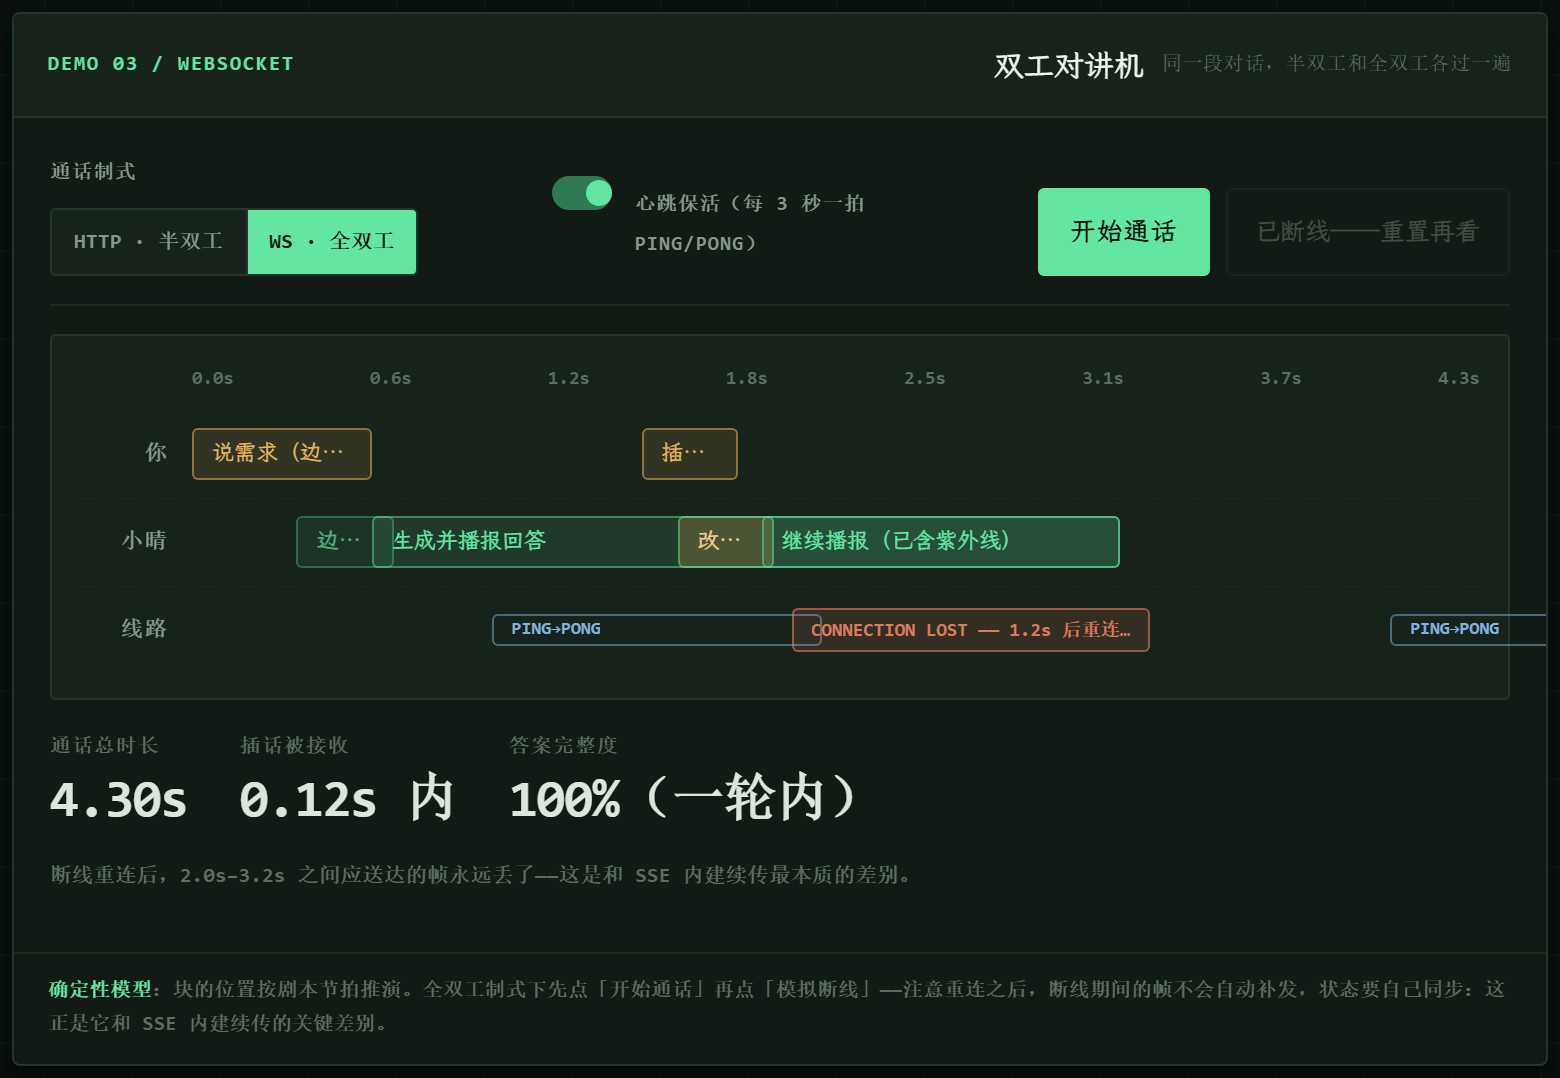 DEMO 03 / WEBSOCKET
双工对讲机 同一段对话，半双工和全双工各过一遍
通话制式
HTTP · 半双工 WS · 全双工
心跳保活（每 3 秒一拍
PING/PONG）
开始通话 已断线——重置再看
0.0s 0.6s 1.2s 1.8s 2.5s 3.1s 3.7s 4.3s
你 说需求（边… 插…
小晴 边… 生成并播报回答 改… 继续播报（已含紫外线）
线路 PING→PONG CONNECTION LOST —— 1.2s 后重连… PING→PONG
通话总时长 插话被接收 答案完整度
4.30s 0.12s 内 100%（一轮内）
断线重连后，2.0s–3.2s 之间应送达的帧永远丢了——这是和 SSE 内建续传最本质的差别。
确定性模型：块的位置按剧本节拍推演。全双工制式下先点「开始通话」再点「模拟断线」——注意重连之后，断线期间的帧不会自动补发，状态要自己同步：这
正是它和 SSE 内建续传的关键差别。